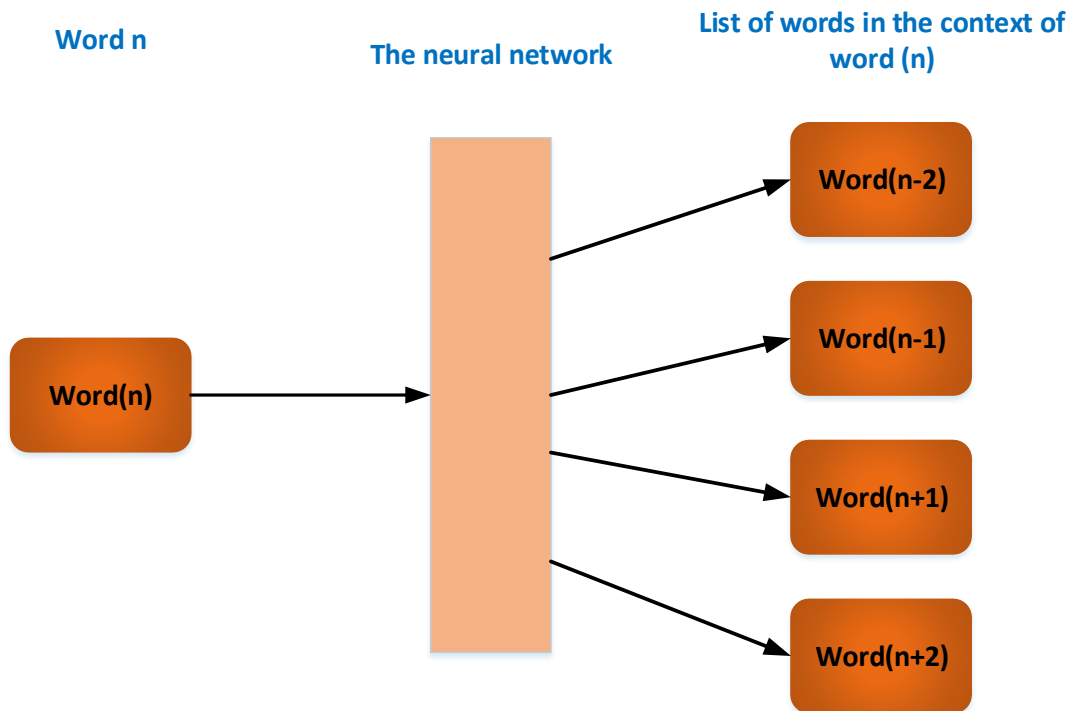 Word n
The neural network
List of words in the context of
word (n)
Word(n-2)
Word(n-1)
Word(n)
Word(n+1)
Word(n+2)